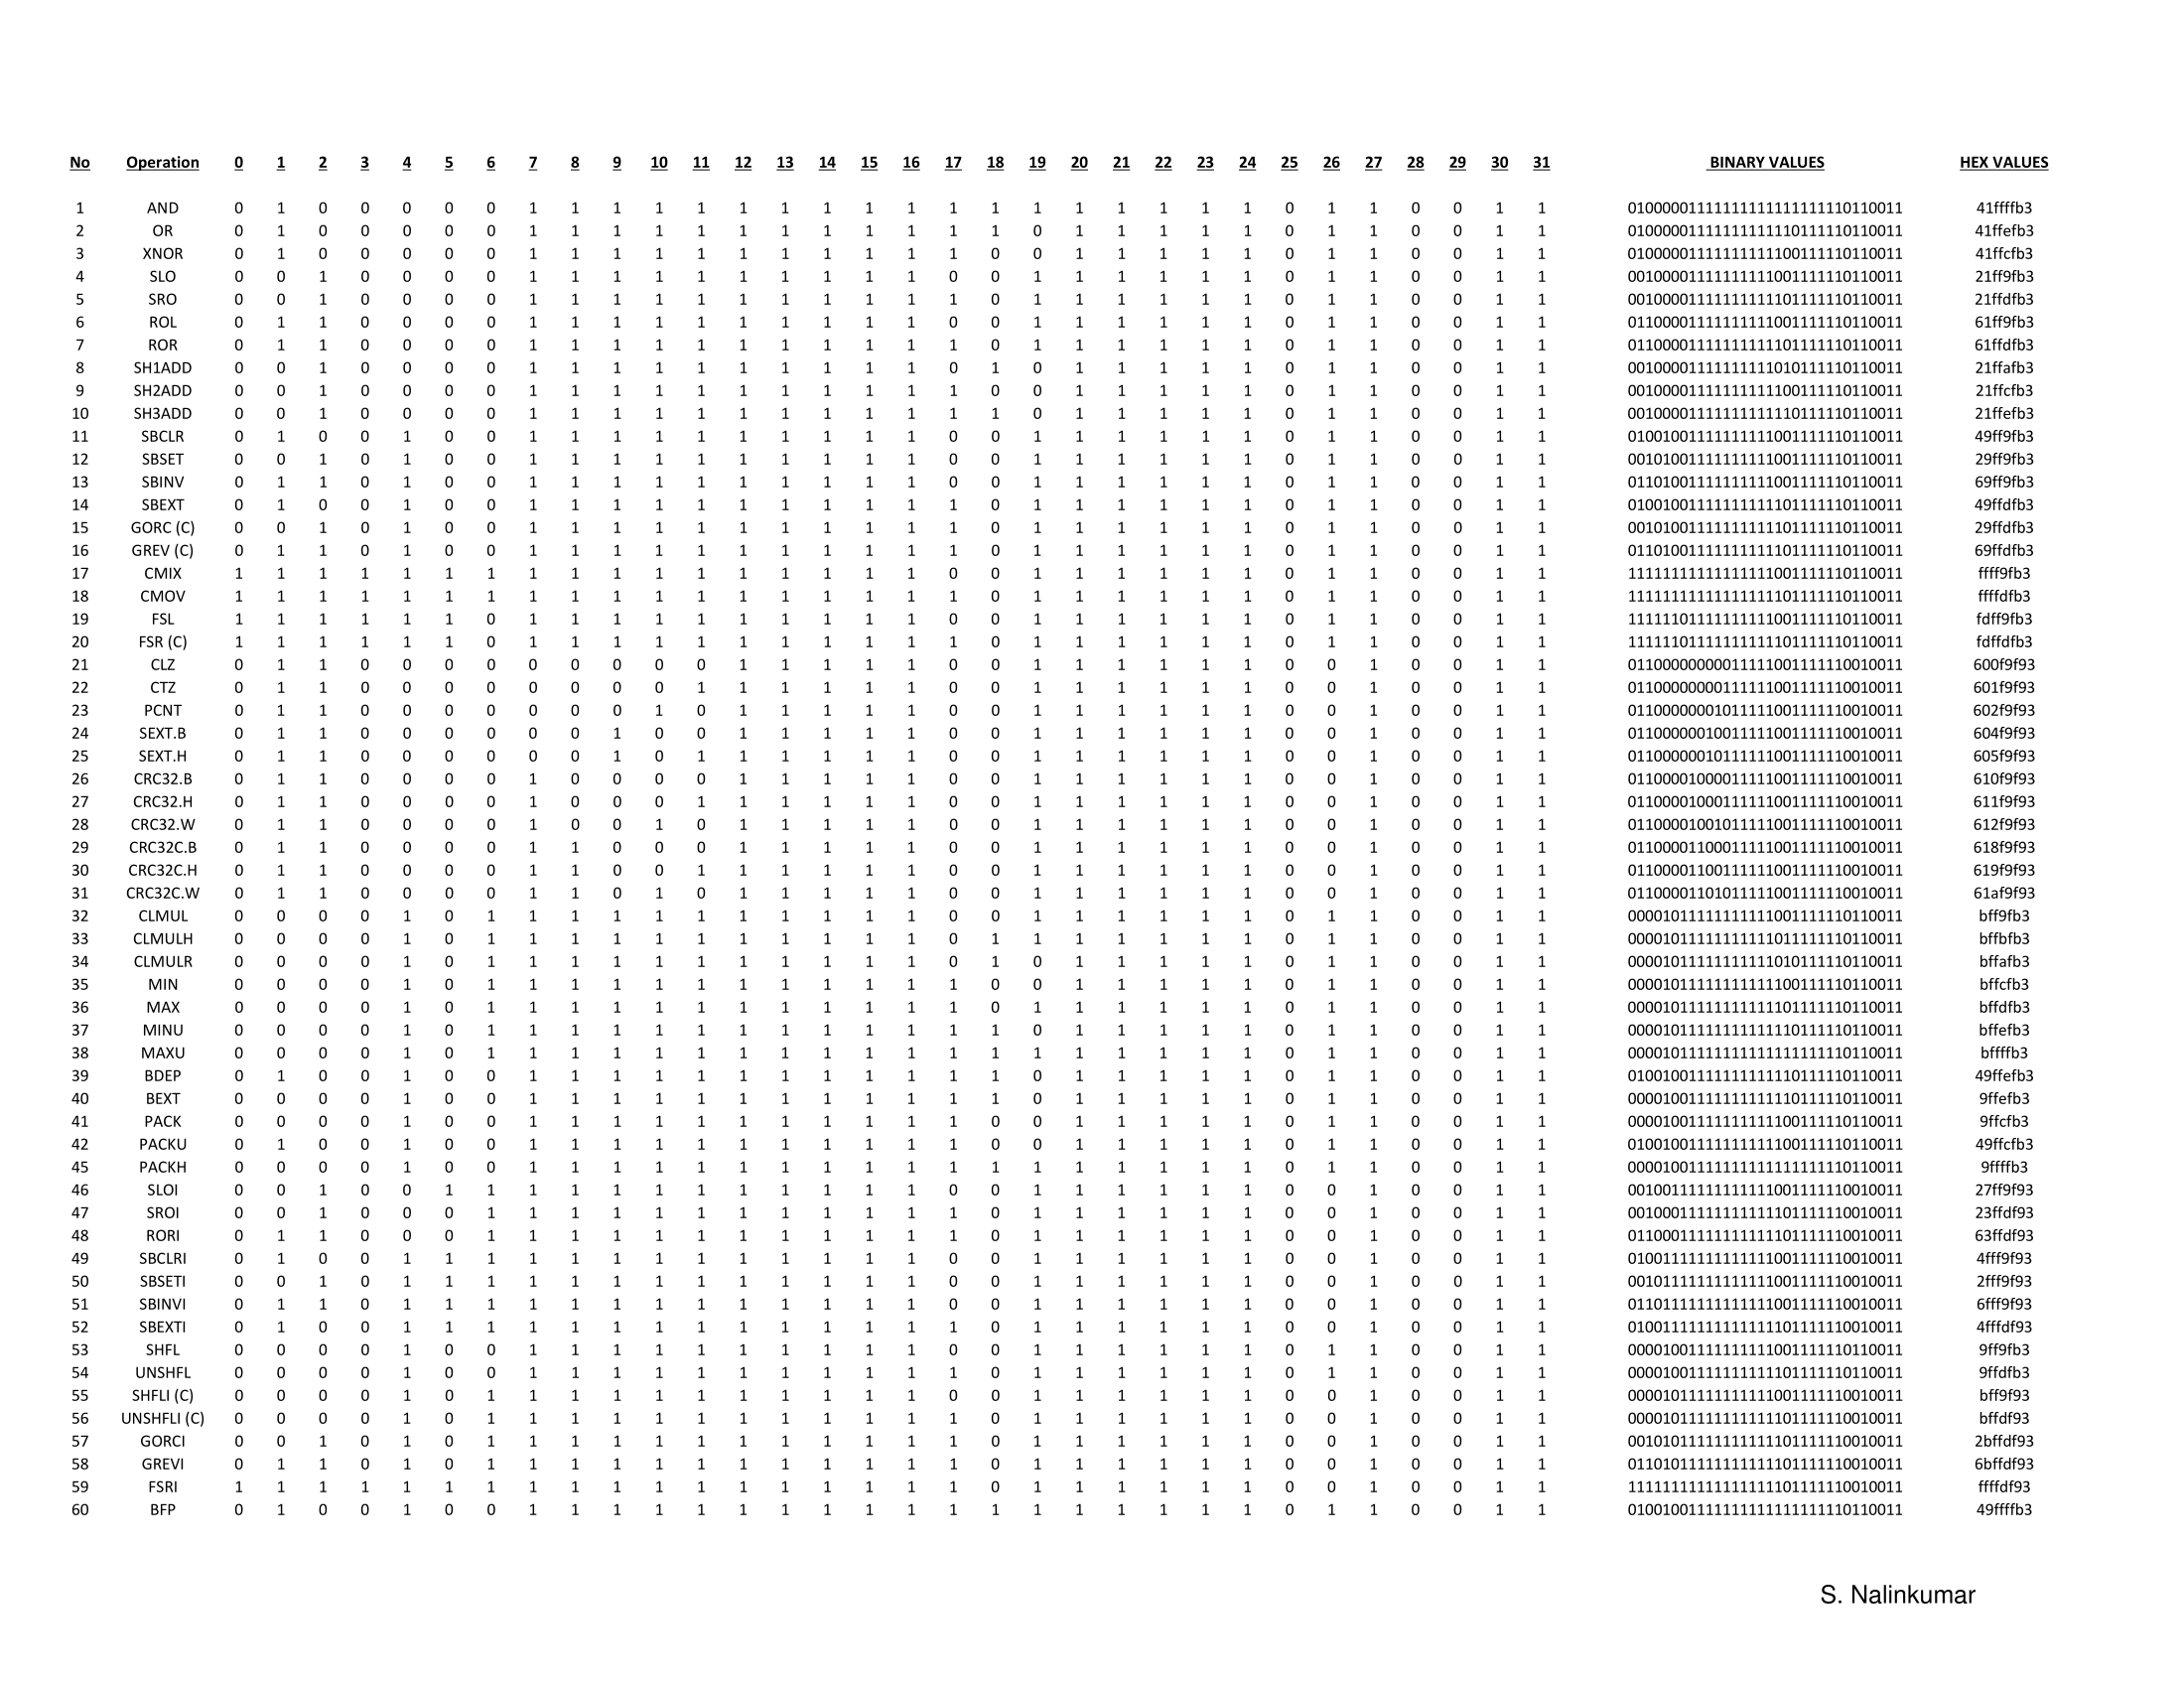 No Operation 0 1 2 3 4 5 6 7 8 9 10 11 12 13 14 15 16 17 18 19 20 21 22 23 24 25 26 27 28 29 30 31 BINARY VALUES HEX VALUES
1 AND 0 1 0 0 0 0 0 1 1 1 1 1 1 1 1 1 1 1 1 1 1 1 1 1 1 0 1 1 0 0 1 1 01000001111111111111111110110011 41ffffb3
2 OR 0 1 0 0 0 0 0 1 1 1 1 1 1 1 1 1 1 1 1 0 1 1 1 1 1 0 1 1 0 0 1 1 01000001111111111110111110110011 41ffefb3
3 XNOR 0 1 0 0 0 0 0 1 1 1 1 1 1 1 1 1 1 1 0 0 1 1 1 1 1 0 1 1 0 0 1 1 01000001111111111100111110110011 41ffcfb3
4 SLO 0 0 1 0 0 0 0 1 1 1 1 1 1 1 1 1 1 0 0 1 1 1 1 1 1 0 1 1 0 0 1 1 00100001111111111001111110110011 21ff9fb3
5 SRO 0 0 1 0 0 0 0 1 1 1 1 1 1 1 1 1 1 1 0 1 1 1 1 1 1 0 1 1 0 0 1 1 00100001111111111101111110110011 21ffdfb3
6 ROL 0 1 1 0 0 0 0 1 1 1 1 1 1 1 1 1 1 0 0 1 1 1 1 1 1 0 1 1 0 0 1 1 01100001111111111001111110110011 61ff9fb3
7 ROR 0 1 1 0 0 0 0 1 1 1 1 1 1 1 1 1 1 1 0 1 1 1 1 1 1 0 1 1 0 0 1 1 01100001111111111101111110110011 61ffdfb3
8 SH1ADD 0 0 1 0 0 0 0 1 1 1 1 1 1 1 1 1 1 0 1 0 1 1 1 1 1 0 1 1 0 0 1 1 00100001111111111010111110110011 21ffafb3
9 SH2ADD 0 0 1 0 0 0 0 1 1 1 1 1 1 1 1 1 1 1 0 0 1 1 1 1 1 0 1 1 0 0 1 1 00100001111111111100111110110011 21ffcfb3
10 SH3ADD 0 0 1 0 0 0 0 1 1 1 1 1 1 1 1 1 1 1 1 0 1 1 1 1 1 0 1 1 0 0 1 1 00100001111111111110111110110011 21ffefb3
11 SBCLR 0 1 0 0 1 0 0 1 1 1 1 1 1 1 1 1 1 0 0 1 1 1 1 1 1 0 1 1 0 0 1 1 01001001111111111001111110110011 49ff9fb3
12 SBSET 0 0 1 0 1 0 0 1 1 1 1 1 1 1 1 1 1 0 0 1 1 1 1 1 1 0 1 1 0 0 1 1 00101001111111111001111110110011 29ff9fb3
13 SBINV 0 1 1 0 1 0 0 1 1 1 1 1 1 1 1 1 1 0 0 1 1 1 1 1 1 0 1 1 0 0 1 1 01101001111111111001111110110011 69ff9fb3
14 SBEXT 0 1 0 0 1 0 0 1 1 1 1 1 1 1 1 1 1 1 0 1 1 1 1 1 1 0 1 1 0 0 1 1 01001001111111111101111110110011 49ffdfb3
15 GORC (C) 0 0 1 0 1 0 0 1 1 1 1 1 1 1 1 1 1 1 0 1 1 1 1 1 1 0 1 1 0 0 1 1 00101001111111111101111110110011 29ffdfb3
16 GREV (C) 0 1 1 0 1 0 0 1 1 1 1 1 1 1 1 1 1 1 0 1 1 1 1 1 1 0 1 1 0 0 1 1 01101001111111111101111110110011 69ffdfb3
17 CMIX 1 1 1 1 1 1 1 1 1 1 1 1 1 1 1 1 1 0 0 1 1 1 1 1 1 0 1 1 0 0 1 1 11111111111111111001111110110011 ffff9fb3
18 CMOV 1 1 1 1 1 1 1 1 1 1 1 1 1 1 1 1 1 1 0 1 1 1 1 1 1 0 1 1 0 0 1 1 11111111111111111101111110110011 ffffdfb3
19 FSL 1 1 1 1 1 1 0 1 1 1 1 1 1 1 1 1 1 0 0 1 1 1 1 1 1 0 1 1 0 0 1 1 11111101111111111001111110110011 fdff9fb3
20 FSR (C) 1 1 1 1 1 1 0 1 1 1 1 1 1 1 1 1 1 1 0 1 1 1 1 1 1 0 1 1 0 0 1 1 11111101111111111101111110110011 fdffdfb3
21 CLZ 0 1 1 0 0 0 0 0 0 0 0 0 1 1 1 1 1 0 0 1 1 1 1 1 1 0 0 1 0 0 1 1 01100000000011111001111110010011 600f9f93
22 CTZ 0 1 1 0 0 0 0 0 0 0 0 1 1 1 1 1 1 0 0 1 1 1 1 1 1 0 0 1 0 0 1 1 01100000000111111001111110010011 601f9f93
23 PCNT 0 1 1 0 0 0 0 0 0 0 1 0 1 1 1 1 1 0 0 1 1 1 1 1 1 0 0 1 0 0 1 1 01100000001011111001111110010011 602f9f93
24 SEXT.B 0 1 1 0 0 0 0 0 0 1 0 0 1 1 1 1 1 0 0 1 1 1 1 1 1 0 0 1 0 0 1 1 01100000010011111001111110010011 604f9f93
25 SEXT.H 0 1 1 0 0 0 0 0 0 1 0 1 1 1 1 1 1 0 0 1 1 1 1 1 1 0 0 1 0 0 1 1 01100000010111111001111110010011 605f9f93
26 CRC32.B 0 1 1 0 0 0 0 1 0 0 0 0 1 1 1 1 1 0 0 1 1 1 1 1 1 0 0 1 0 0 1 1 01100001000011111001111110010011 610f9f93
27 CRC32.H 0 1 1 0 0 0 0 1 0 0 0 1 1 1 1 1 1 0 0 1 1 1 1 1 1 0 0 1 0 0 1 1 01100001000111111001111110010011 611f9f93
28 CRC32.W 0 1 1 0 0 0 0 1 0 0 1 0 1 1 1 1 1 0 0 1 1 1 1 1 1 0 0 1 0 0 1 1 01100001001011111001111110010011 612f9f93
29 CRC32C.B 0 1 1 0 0 0 0 1 1 0 0 0 1 1 1 1 1 0 0 1 1 1 1 1 1 0 0 1 0 0 1 1 01100001100011111001111110010011 618f9f93
30 CRC32C.H 0 1 1 0 0 0 0 1 1 0 0 1 1 1 1 1 1 0 0 1 1 1 1 1 1 0 0 1 0 0 1 1 01100001100111111001111110010011 619f9f93
31 CRC32C.W 0 1 1 0 0 0 0 1 1 0 1 0 1 1 1 1 1 0 0 1 1 1 1 1 1 0 0 1 0 0 1 1 01100001101011111001111110010011 61af9f93
32 CLMUL 0 0 0 0 1 0 1 1 1 1 1 1 1 1 1 1 1 0 0 1 1 1 1 1 1 0 1 1 0 0 1 1 00001011111111111001111110110011 bff9fb3
33 CLMULH 0 0 0 0 1 0 1 1 1 1 1 1 1 1 1 1 1 0 1 1 1 1 1 1 1 0 1 1 0 0 1 1 00001011111111111011111110110011 bffbfb3
34 CLMULR 0 0 0 0 1 0 1 1 1 1 1 1 1 1 1 1 1 0 1 0 1 1 1 1 1 0 1 1 0 0 1 1 00001011111111111010111110110011 bffafb3
35 MIN 0 0 0 0 1 0 1 1 1 1 1 1 1 1 1 1 1 1 0 0 1 1 1 1 1 0 1 1 0 0 1 1 00001011111111111100111110110011 bffcfb3
36 MAX 0 0 0 0 1 0 1 1 1 1 1 1 1 1 1 1 1 1 0 1 1 1 1 1 1 0 1 1 0 0 1 1 00001011111111111101111110110011 bffdfb3
37 MINU 0 0 0 0 1 0 1 1 1 1 1 1 1 1 1 1 1 1 1 0 1 1 1 1 1 0 1 1 0 0 1 1 00001011111111111110111110110011 bffefb3
38 MAXU 0 0 0 0 1 0 1 1 1 1 1 1 1 1 1 1 1 1 1 1 1 1 1 1 1 0 1 1 0 0 1 1 00001011111111111111111110110011 bffffb3
39 BDEP 0 1 0 0 1 0 0 1 1 1 1 1 1 1 1 1 1 1 1 0 1 1 1 1 1 0 1 1 0 0 1 1 01001001111111111110111110110011 49ffefb3
40 BEXT 0 0 0 0 1 0 0 1 1 1 1 1 1 1 1 1 1 1 1 0 1 1 1 1 1 0 1 1 0 0 1 1 00001001111111111110111110110011 9ffefb3
41 PACK 0 0 0 0 1 0 0 1 1 1 1 1 1 1 1 1 1 1 0 0 1 1 1 1 1 0 1 1 0 0 1 1 00001001111111111100111110110011 9ffcfb3
42 PACKU 0 1 0 0 1 0 0 1 1 1 1 1 1 1 1 1 1 1 0 0 1 1 1 1 1 0 1 1 0 0 1 1 01001001111111111100111110110011 49ffcfb3
45 PACKH 0 0 0 0 1 0 0 1 1 1 1 1 1 1 1 1 1 1 1 1 1 1 1 1 1 0 1 1 0 0 1 1 00001001111111111111111110110011 9ffffb3
46 SLOI 0 0 1 0 0 1 1 1 1 1 1 1 1 1 1 1 1 0 0 1 1 1 1 1 1 0 0 1 0 0 1 1 00100111111111111001111110010011 27ff9f93
47 SROI 0 0 1 0 0 0 1 1 1 1 1 1 1 1 1 1 1 1 0 1 1 1 1 1 1 0 0 1 0 0 1 1 00100011111111111101111110010011 23ffdf93
48 RORI 0 1 1 0 0 0 1 1 1 1 1 1 1 1 1 1 1 1 0 1 1 1 1 1 1 0 0 1 0 0 1 1 01100011111111111101111110010011 63ffdf93
49 SBCLRI 0 1 0 0 1 1 1 1 1 1 1 1 1 1 1 1 1 0 0 1 1 1 1 1 1 0 0 1 0 0 1 1 01001111111111111001111110010011 4fff9f93
50 SBSETI 0 0 1 0 1 1 1 1 1 1 1 1 1 1 1 1 1 0 0 1 1 1 1 1 1 0 0 1 0 0 1 1 00101111111111111001111110010011 2fff9f93
51 SBINVI 0 1 1 0 1 1 1 1 1 1 1 1 1 1 1 1 1 0 0 1 1 1 1 1 1 0 0 1 0 0 1 1 01101111111111111001111110010011 6fff9f93
52 SBEXTI 0 1 0 0 1 1 1 1 1 1 1 1 1 1 1 1 1 1 0 1 1 1 1 1 1 0 0 1 0 0 1 1 01001111111111111101111110010011 4fffdf93
53 SHFL 0 0 0 0 1 0 0 1 1 1 1 1 1 1 1 1 1 0 0 1 1 1 1 1 1 0 1 1 0 0 1 1 00001001111111111001111110110011 9ff9fb3
54 UNSHFL 0 0 0 0 1 0 0 1 1 1 1 1 1 1 1 1 1 1 0 1 1 1 1 1 1 0 1 1 0 0 1 1 00001001111111111101111110110011 9ffdfb3
55 SHFLI (C) 0 0 0 0 1 0 1 1 1 1 1 1 1 1 1 1 1 0 0 1 1 1 1 1 1 0 0 1 0 0 1 1 00001011111111111001111110010011 bff9f93
56 UNSHFLI (C) 0 0 0 0 1 0 1 1 1 1 1 1 1 1 1 1 1 1 0 1 1 1 1 1 1 0 0 1 0 0 1 1 00001011111111111101111110010011 bffdf93
57 GORCI 0 0 1 0 1 0 1 1 1 1 1 1 1 1 1 1 1 1 0 1 1 1 1 1 1 0 0 1 0 0 1 1 00101011111111111101111110010011 2bffdf93
58 GREVI 0 1 1 0 1 0 1 1 1 1 1 1 1 1 1 1 1 1 0 1 1 1 1 1 1 0 0 1 0 0 1 1 01101011111111111101111110010011 6bffdf93
59 FSRI 1 1 1 1 1 1 1 1 1 1 1 1 1 1 1 1 1 1 0 1 1 1 1 1 1 0 0 1 0 0 1 1 11111111111111111101111110010011 ffffdf93
60 BFP 0 1 0 0 1 0 0 1 1 1 1 1 1 1 1 1 1 1 1 1 1 1 1 1 1 0 1 1 0 0 1 1 01001001111111111111111110110011 49ffffb3
S. Nalinkumar